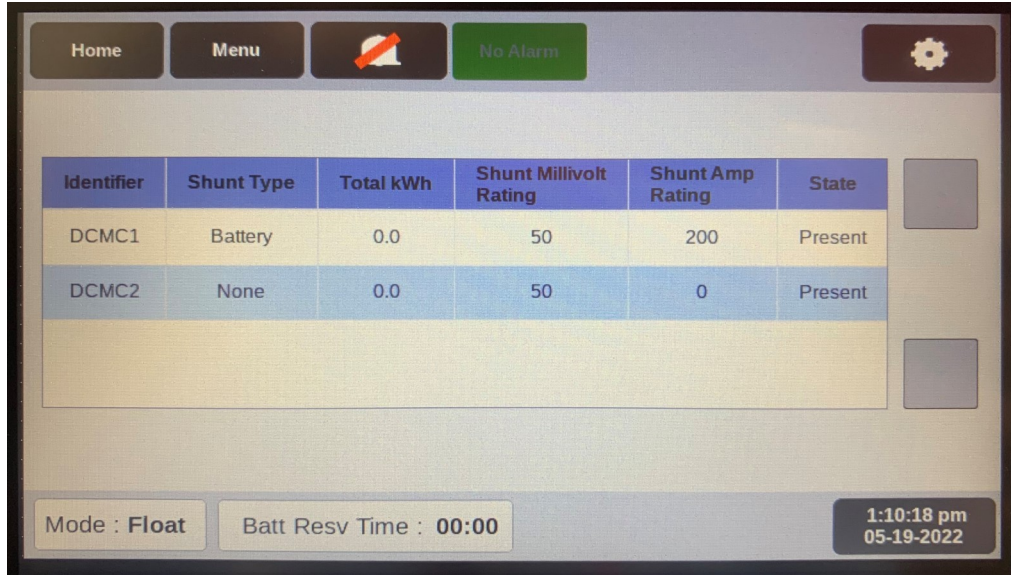 Home Menu No Alarm
Identifier Shunt Type Total kWh Shunt Millivolt Rating Shunt Amp Rating State
DCMC1 Battery 0.0 50 200 Present
DCMC2 None 0.0 50 0 Present
Mode : Float Batt Resv Time : 00:00 1:10:18 pm
05-19-2022